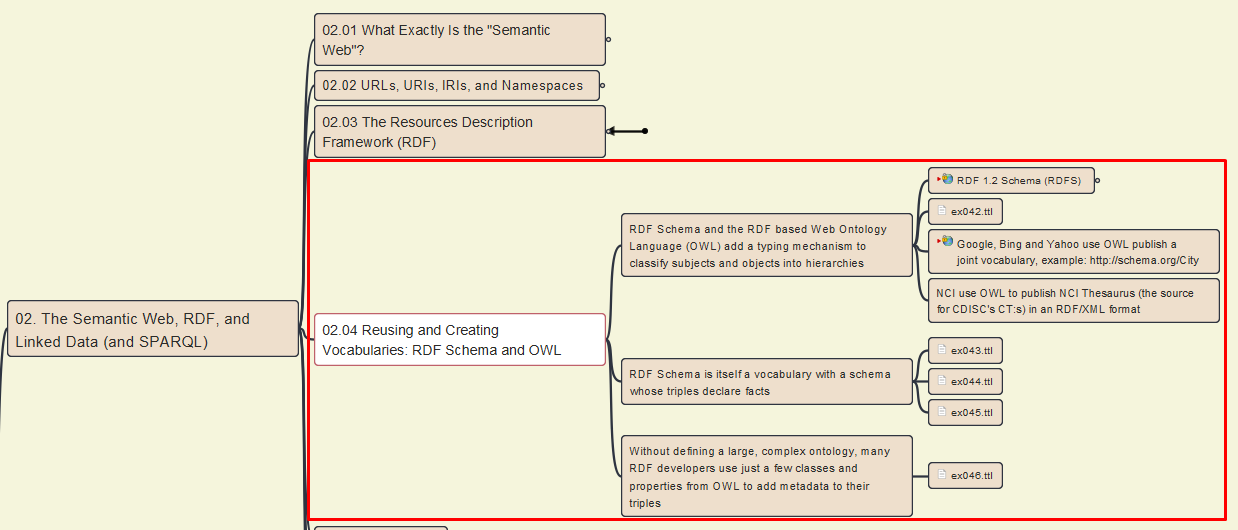 02.01 What Exactly Is the "Semantic
Web"?
02.02 URLs, URIs, IRIs, and Namespaces
02.03 The Resources Description
Framework (RDF)
02. The Semantic Web, RDF, and
Linked Data (and SPARQL)
02.04 Reusing and Creating
Vocabularies: RDF Schema and OWL
RDF Schema and the RDF based Web Ontology
Language (OWL) add a typing mechanism to
classify subjects and objects into hierarchies
RDF 1.2 Schema (RDFS)
ex042.ttl
Google, Bing and Yahoo use OWL publish a
joint vocabulary, example: http://schema.org/City
NCI use OWL to publish NCI Thesaurus (the source
for CDISC's CT:s) in an RDF/XML format
RDF Schema is itself a vocabulary with a schema
whose triples declare facts
ex043.ttl
ex044.ttl
ex045.ttl
Without defining a large, complex ontology, many
RDF developers use just a few classes and
properties from OWL to add metadata to their
triples
ex046.ttl